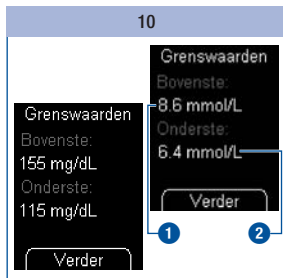 10
Grenswaarden
Bovenste:
155 mg/dL
Onderste:
115 mg/dL
Verder
Grenswaarden
Bovenste:
8.6 mmol/L
Onderste:
6.4 mmol/L
Verder
1
2